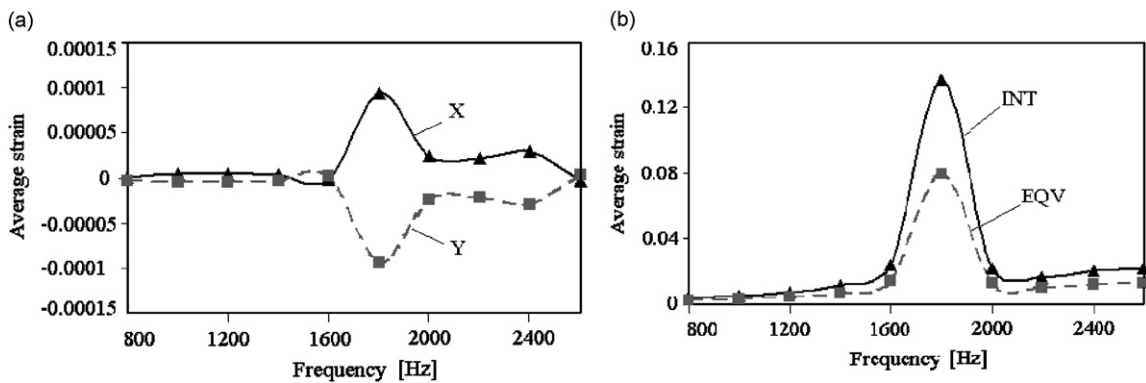 (a)
Average strain
0.00015
0.0001
0.00005
0
-0.00005
-0.0001
-0.00015
X
Y
800 1200 1600 2000 2400
Frequency [Hz]
(b)
Average strain
0.16
0.12
0.08
0.04
0
INT
EQV
800 1200 1600 2000 2400
Frequency [Hz]